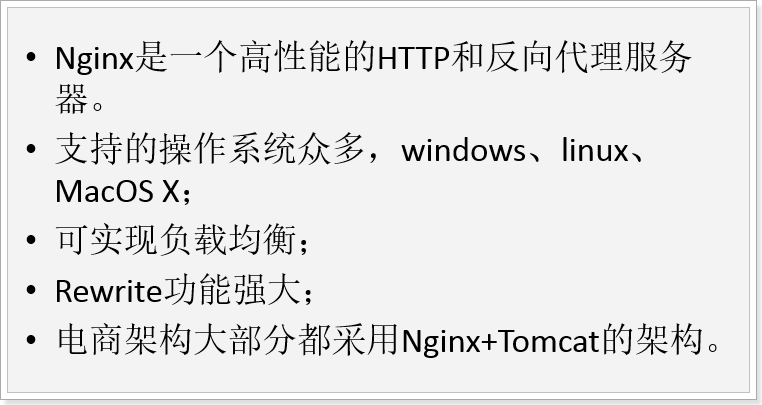 • Nginx是一个高性能的HTTP和反向代理服务
器。
• 支持的操作系统众多，windows、linux、
MacOS X；
• 可实现负载均衡；
• Rewrite功能强大；
• 电商架构大部分都采用Nginx+Tomcat的架构。